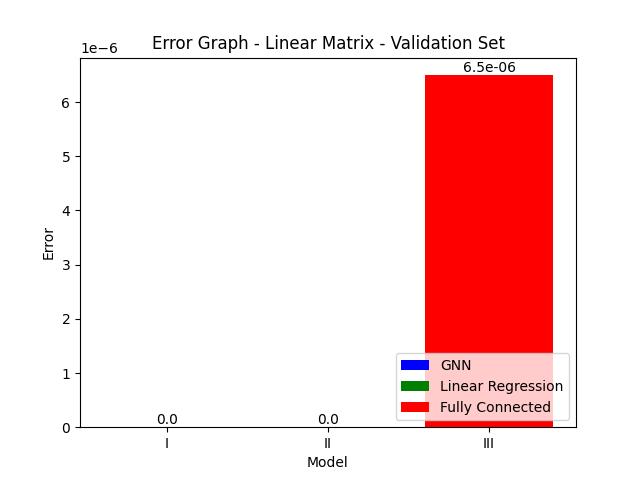 Error Graph - Linear Matrix - Validation Set
1e−6
6.5e-06
6
5
4
3
2
1
0
Error
0.0
0.0
GNN
Linear Regression
Fully Connected
I
II
III
Model